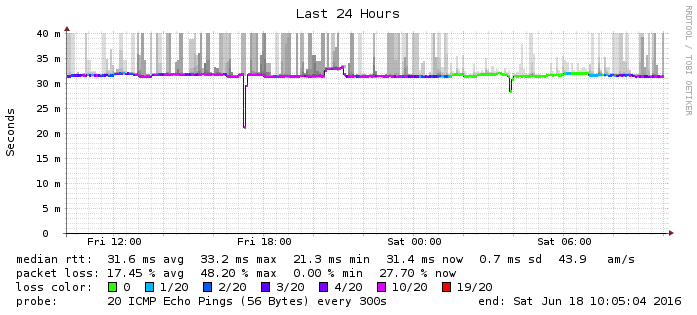 Last 24 Hours
RRDTOOL / TOBI OETIKER
Seconds
40 m
35 m
30 m
25 m
20 m
15 m
10 m
5 m
0
Fri 12:00 Fri 18:00 Sat 00:00 Sat 06:00
median rtt: 31.6 ms avg 33.2 ms max 21.3 ms min 31.4 ms now 0.7 ms sd 43.9 am/s
packet loss: 17.45 % avg 48.20 % max 0.00 % min 27.70 % now
loss color: 0 1/20 2/20 3/20 4/20 10/20 19/20
probe: 20 ICMP Echo Pings (56 Bytes) every 300s end: Sat Jun 18 10:05:04 2016